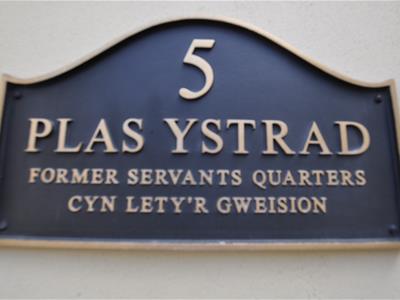 5
PLAS YSTRAD
FORMER SERVANTS QUARTERS
CYN LETY'R GWEISION